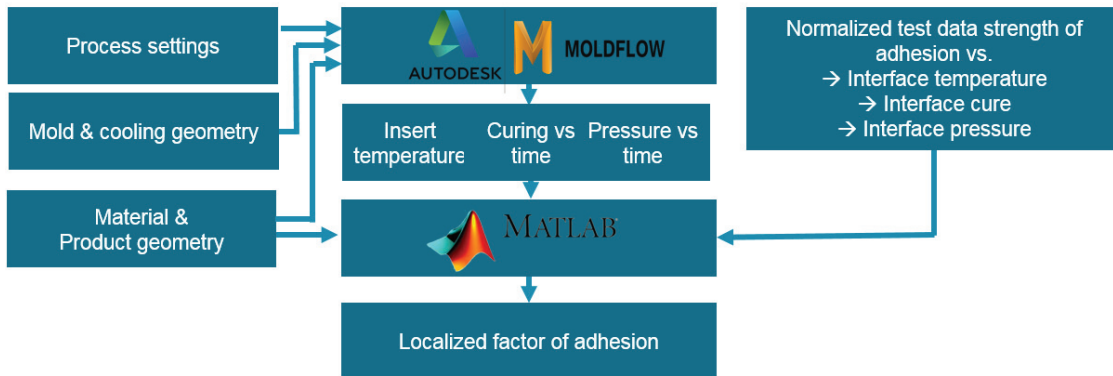 Process settings
Mold & cooling geometry
Material &
Product geometry
AUTODESK
MOLDFLOW
Insert
temperature
Curing vs
time
Pressure vs
time
MATLAB
Localized factor of adhesion
Normalized test data strength of
adhesion vs.
→ Interface temperature
→ Interface cure
→ Interface pressure